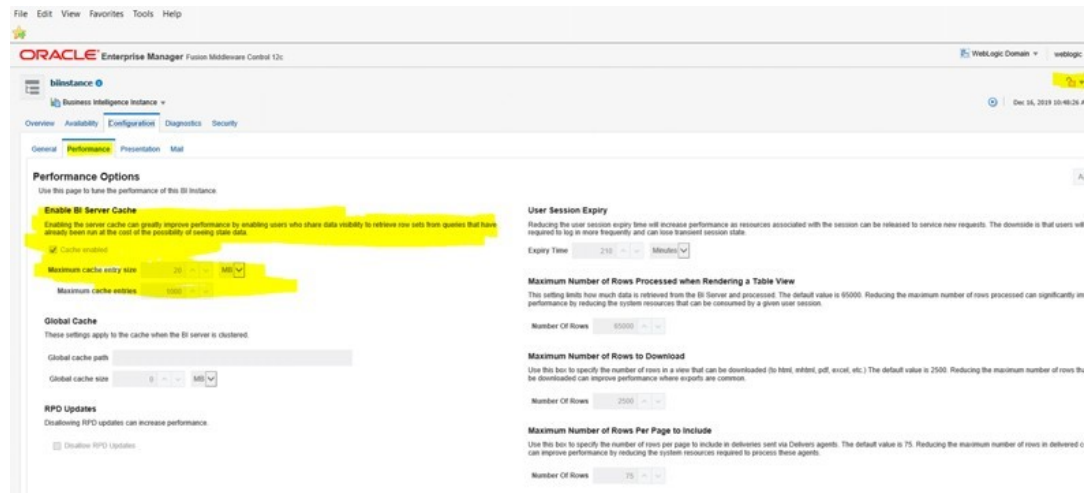 File Edit View Favorites Tools Help
ORACLE Enterprise Manager Fusion Middleware Control 12c
WebLogic Domain weblogic
biinstance
Business Intelligence Instance
Dec 16, 2019 10:48:26 A
Overview Availability Configuration Diagnostics Security
General Performance Presentation Mail
Performance Options
Ap
Use this page to tune the performance of this BI Instance.
Enable BI Server Cache
Enabling the server cache can greatly improve performance by enabling users who share data visibility to retrieve row sets from queries that have
already been run at the cost of the possibility of seeing stale data.
Cache enabled
Maximum cache entry size 20 MB
Maximum cache entries 1000
Global Cache
These settings apply to the cache when the BI server is clustered.
Global cache path
Global cache size 0 MB
RPD Updates
Disallowing RPD updates can increase performance.
Disallow RPD Updates
User Session Expiry
Reducing the user session expiry time will increase performance as resources associated with the session can be released to service new requests. The downside is that users will
required to log in more frequently and can lose transient session state.
Expiry Time 210 Minutes
Maximum Number of Rows Processed when Rendering a Table View
This setting limits how much data is retrieved from the BI Server and processed. The default value is 65000. Reducing the maximum number of rows processed can significantly im
performance by reducing the system resources that can be consumed by a given user session.
Number Of Rows 65000
Maximum Number of Rows to Download
Use this box to specify the number of rows in a view that can be downloaded (to html, mhtml, pdf, excel, etc.) The default value is 2500. Reducing the maximum number of rows tha
be downloaded can improve performance where exports are common.
Number Of Rows 2500
Maximum Number of Rows Per Page to Include
Use this box to specify the number of rows per page to include in deliveries sent via Delivers agents. The default value is 75. Reducing the maximum number of rows in delivered c
can improve performance by reducing the system resources required to process these agents.
Number Of Rows 75